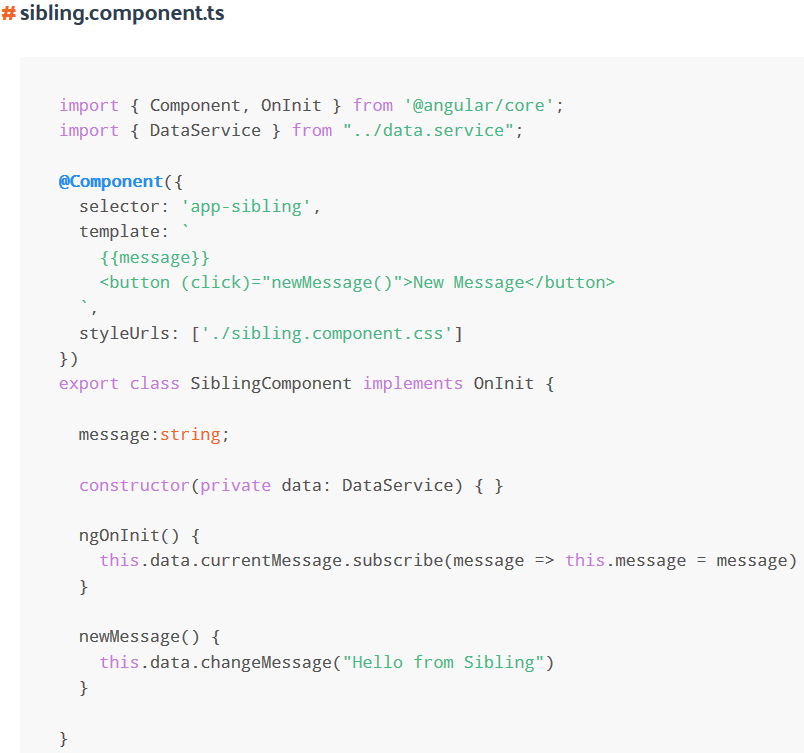 # sibling.component.ts
import { Component, OnInit } from '@angular/core';
import { DataService } from "../data.service";
@Component({
  selector: 'app-sibling',
  template: `
    {{message}}
    <button (click)="newMessage()">New Message</button>
  `,
  styleUrls: ['./sibling.component.css']
})
export class SiblingComponent implements OnInit {
  message:string;
  constructor(private data: DataService) { }
  ngOnInit() {
    this.data.currentMessage.subscribe(message => this.message = message)
  }
  newMessage() {
    this.data.changeMessage("Hello from Sibling")
  }
}